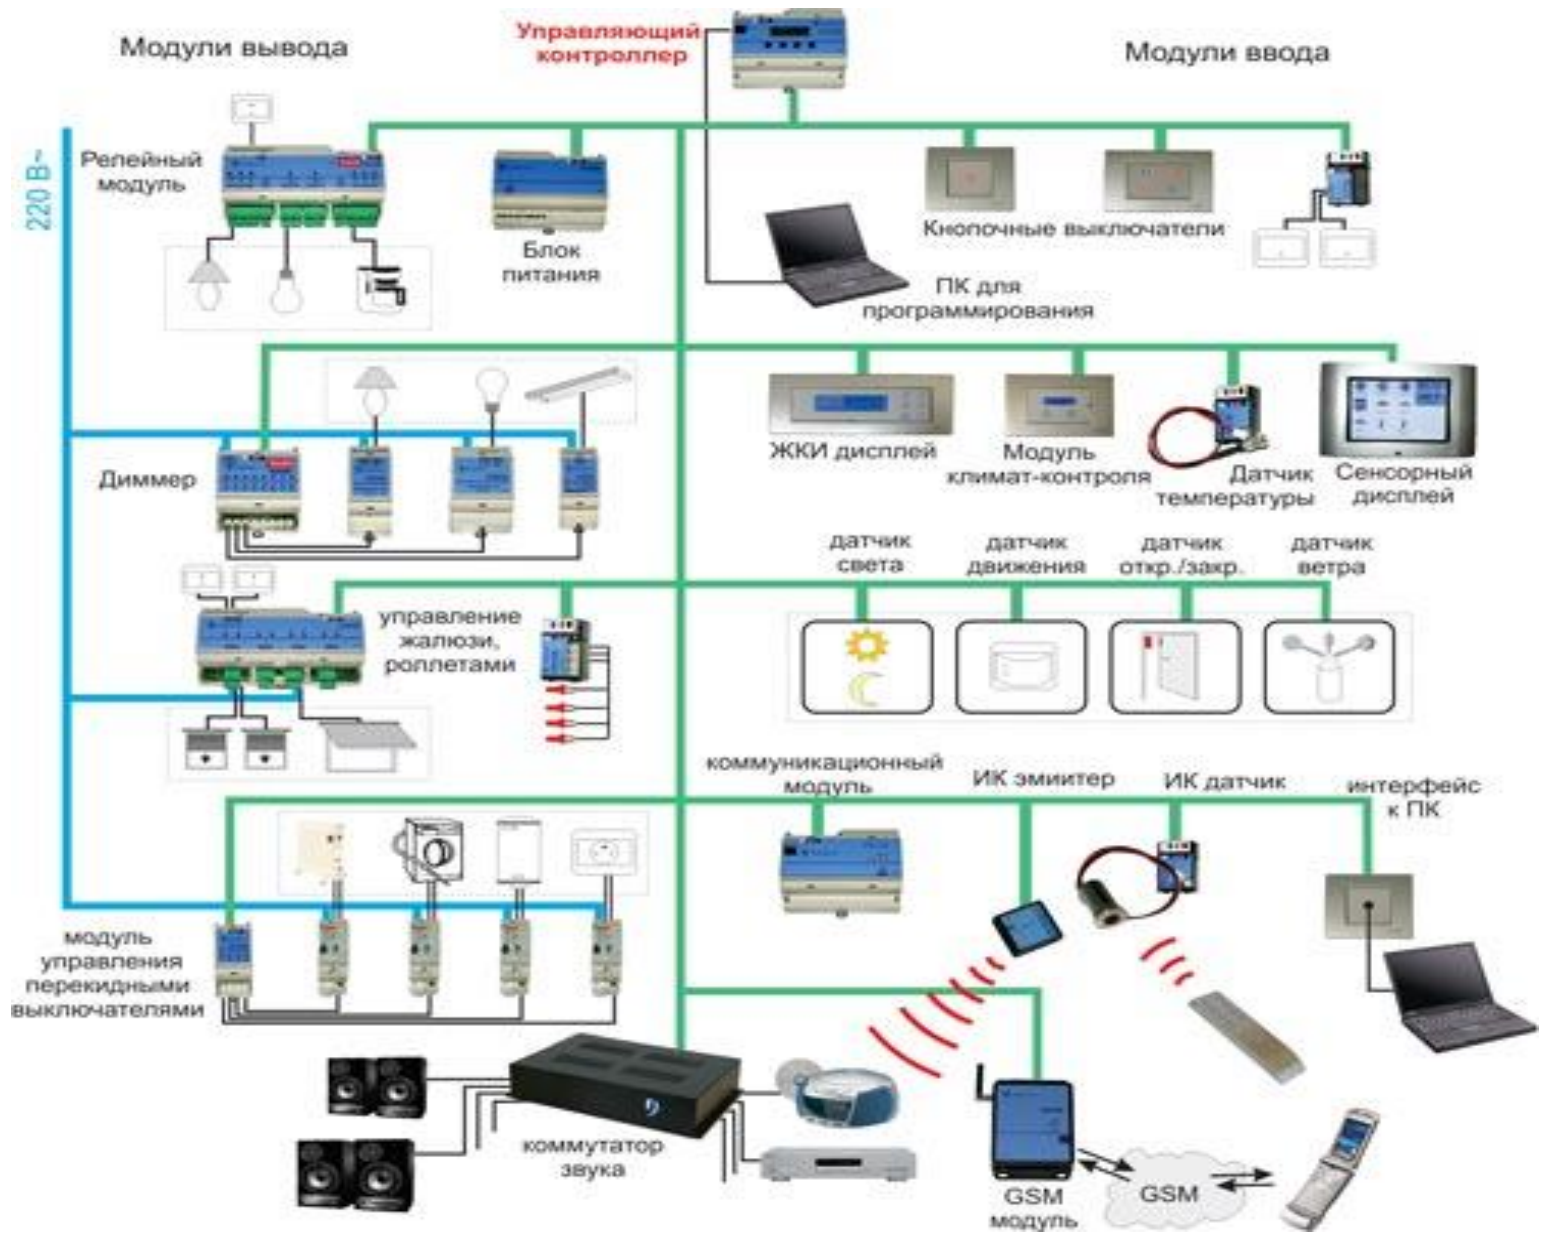 Модули вывода
Управляющий
контроллер
Модули ввода
220 В~
Релейный
модуль
Блок
питания
Кнопочные выключатели
ПК для
программирования
Диммер
ЖКИ дисплей
Модуль
климат-контроля
Датчик
температуры
Сенсорный
дисплей
датчик
света
датчик
движения
датчик
откр./закр.
датчик
ветра
управление
жалюзи,
роллетами
коммуникационный
модуль
ИК эмиитер
ИК датчик
интерфейс
к ПК
модуль
управления
перекидными
выключателями
коммутатор
звука
GSM
модуль
GSM